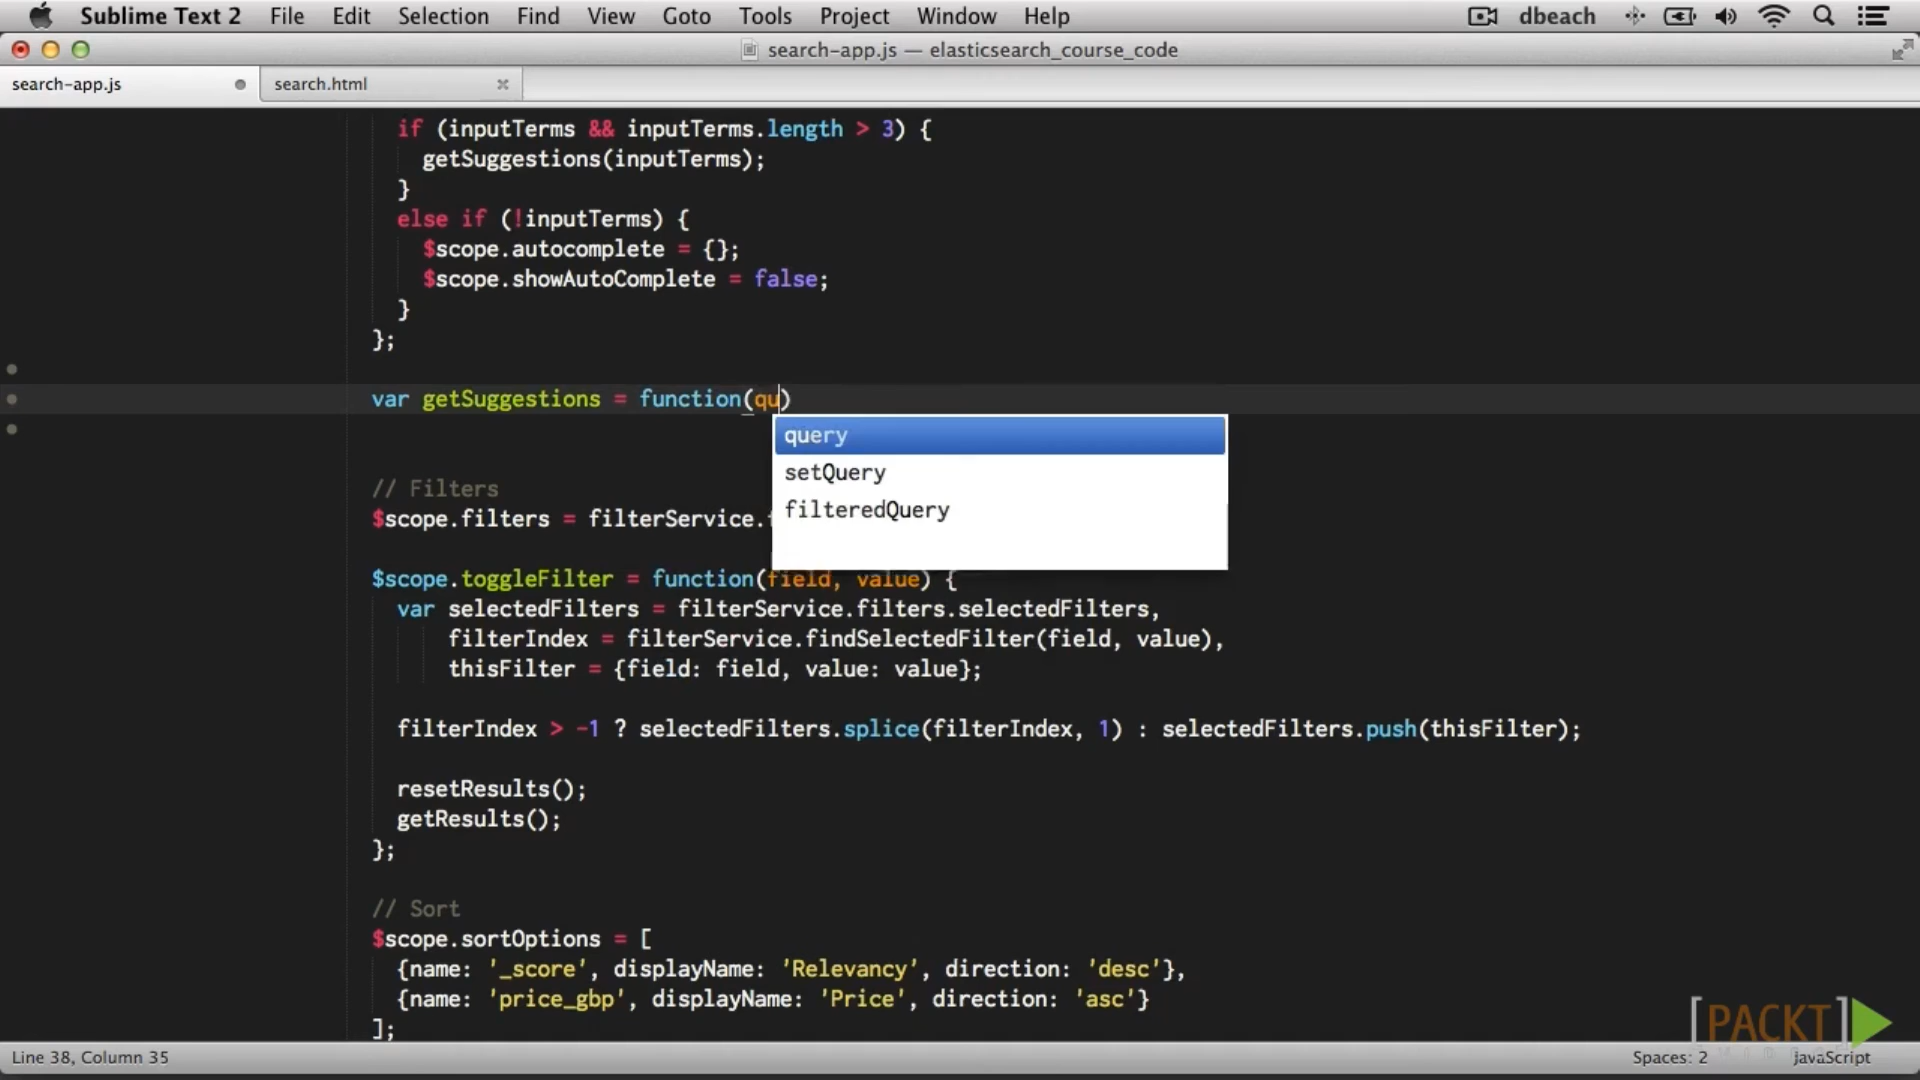 Sublime Text 2 File Edit Selection Find View Goto Tools Project Window Help dbeach
search-app.js — elasticsearch_course_code
search-app.js search.html
if (inputTerms && inputTerms.length > 3) {
getSuggestions(inputTerms);
}
else if (!inputTerms) {
$scope.autocomplete = {};
$scope.showAutoComplete = false;
}
};
var getSuggestions = function(qu)
query
setQuery
filteredQuery
// Filters
$scope.filters = filterService.
$scope.toggleFilter = function(field, value) {
var selectedFilters = filterService.filters.selectedFilters,
filterIndex = filterService.findSelectedFilter(field, value),
thisFilter = {field: field, value: value};
filterIndex > -1 ? selectedFilters.splice(filterIndex, 1) : selectedFilters.push(thisFilter);
resetResults();
getResults();
};
// Sort
$scope.sortOptions = [
{name: '_score', displayName: 'Relevancy', direction: 'desc'},
{name: 'price_gbp', displayName: 'Price', direction: 'asc'}
];
[PACKT]
Line 38, Column 35 Spaces: 2 JavaScript